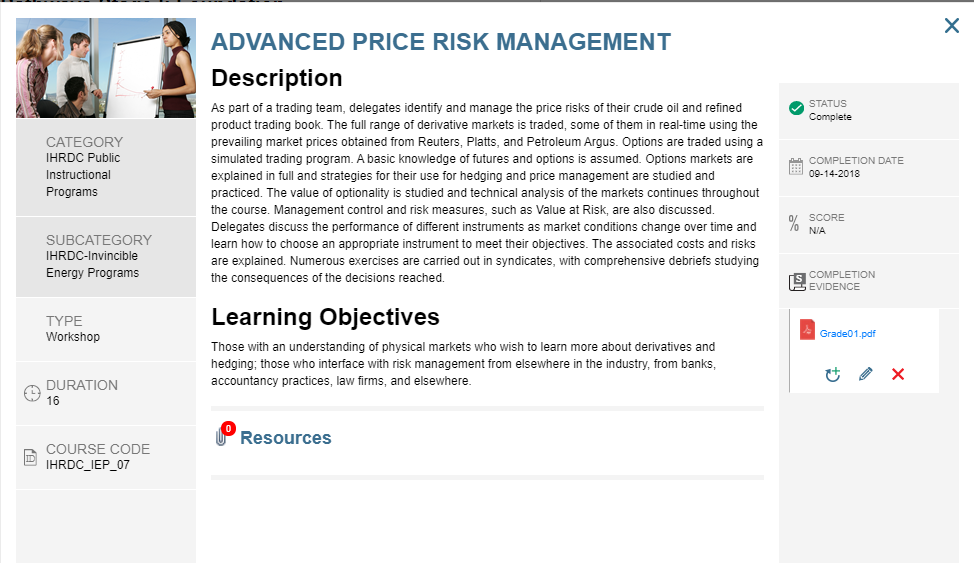 ADVANCED PRICE RISK MANAGEMENT
Description
As part of a trading team, delegates identify and manage the price risks of their crude oil and refined
product trading book. The full range of derivative markets is traded, some of them in real-time using the
prevailing market prices obtained from Reuters, Platts, and Petroleum Argus. Options are traded using a
simulated trading program. A basic knowledge of futures and options is assumed. Options markets are
explained in full and strategies for their use for hedging and price management are studied and
practiced. The value of optionality is studied and technical analysis of the markets continues throughout
the course. Management control and risk measures, such as Value at Risk, are also discussed.
Delegates discuss the performance of different instruments as market conditions change over time and
learn how to choose an appropriate instrument to meet their objectives. The associated costs and risks
are explained. Numerous exercises are carried out in syndicates, with comprehensive debriefs studying
the consequences of the decisions reached.
Learning Objectives
Those with an understanding of physical markets who wish to learn more about derivatives and
hedging; those who interface with risk management from elsewhere in the industry, from banks,
accountancy practices, law firms, and elsewhere.
0
Resources
CATEGORY
IHRDC Public
Instructional
Programs
SUBCATEGORY
IHRDC-Invincible
Energy Programs
TYPE
Workshop
DURATION
16
ID
COURSE CODE
IHRDC_IEP_07
STATUS
Complete
COMPLETION DATE
09-14-2018
%
SCORE
N/A
S
COMPLETION
EVIDENCE
Grade01.pdf